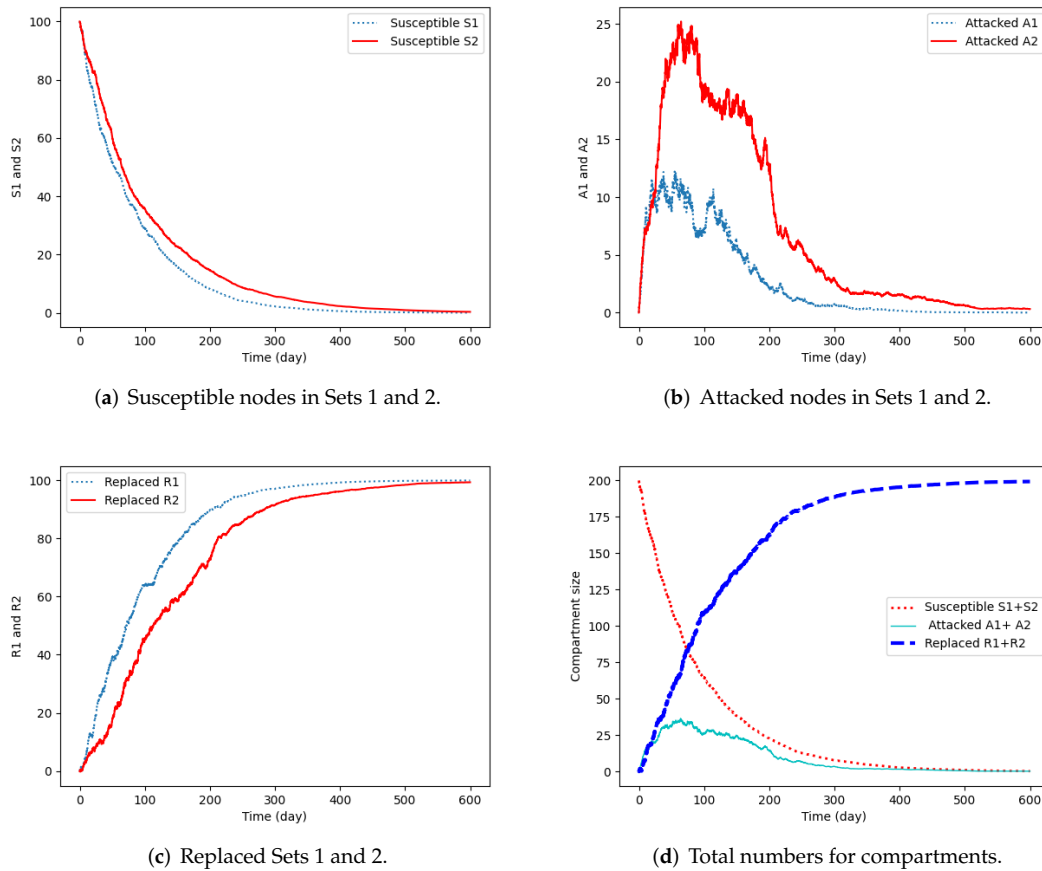 Susceptible S1
Susceptible S2
100
80
60
40
20
0
S1 and S2
0 100 200 300 400 500 600
Time (day)
(a) Susceptible nodes in Sets 1 and 2.
Attacked A1
Attacked A2
25
20
15
10
5
0
A1 and A2
0 100 200 300 400 500 600
Time (day)
(b) Attacked nodes in Sets 1 and 2.
Replaced R1
Replaced R2
100
80
60
40
20
0
R1 and R2
0 100 200 300 400 500 600
Time (day)
(c) Replaced Sets 1 and 2.
200
175
150
125
100
75
50
25
0
Compartment size
Susceptible S1+S2
Attacked A1+ A2
Replaced R1+R2
0 100 200 300 400 500 600
Time (day)
(d) Total numbers for compartments.